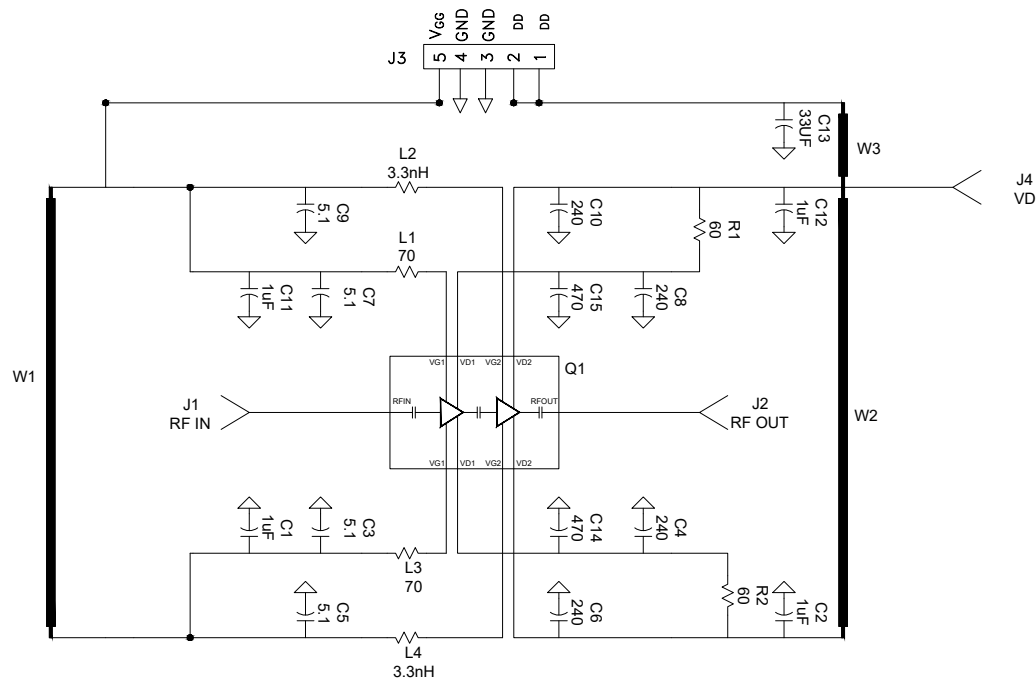 VGG
GND
GND
DD
DD
J3
5
4
3
2
1
C13
33UF
W3
L2
3.3nH
J4
VD
C9
5.1
C10
240
R1
60
C12
1uF
L1
70
C11
1uF
C7
5.1
C15
470
C8
240
W1
VG1
VD1
VG2
VD2
Q1
J1
RF IN
RFIN
RFOUT
J2
RF OUT
W2
VG1
VD1
VG2
VD2
C1
1uF
C3
5.1
C14
470
C4
240
L3
70
C5
5.1
C6
240
R2
60
C2
1uF
L4
3.3nH